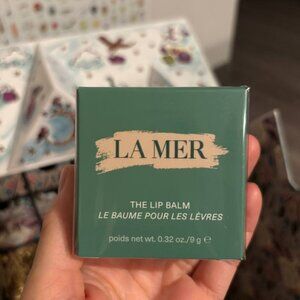 LA MER
THE LIP BALM
LE BAUME POUR LES LÈVRES
poids net wt. 0.32 oz./9 g ℮